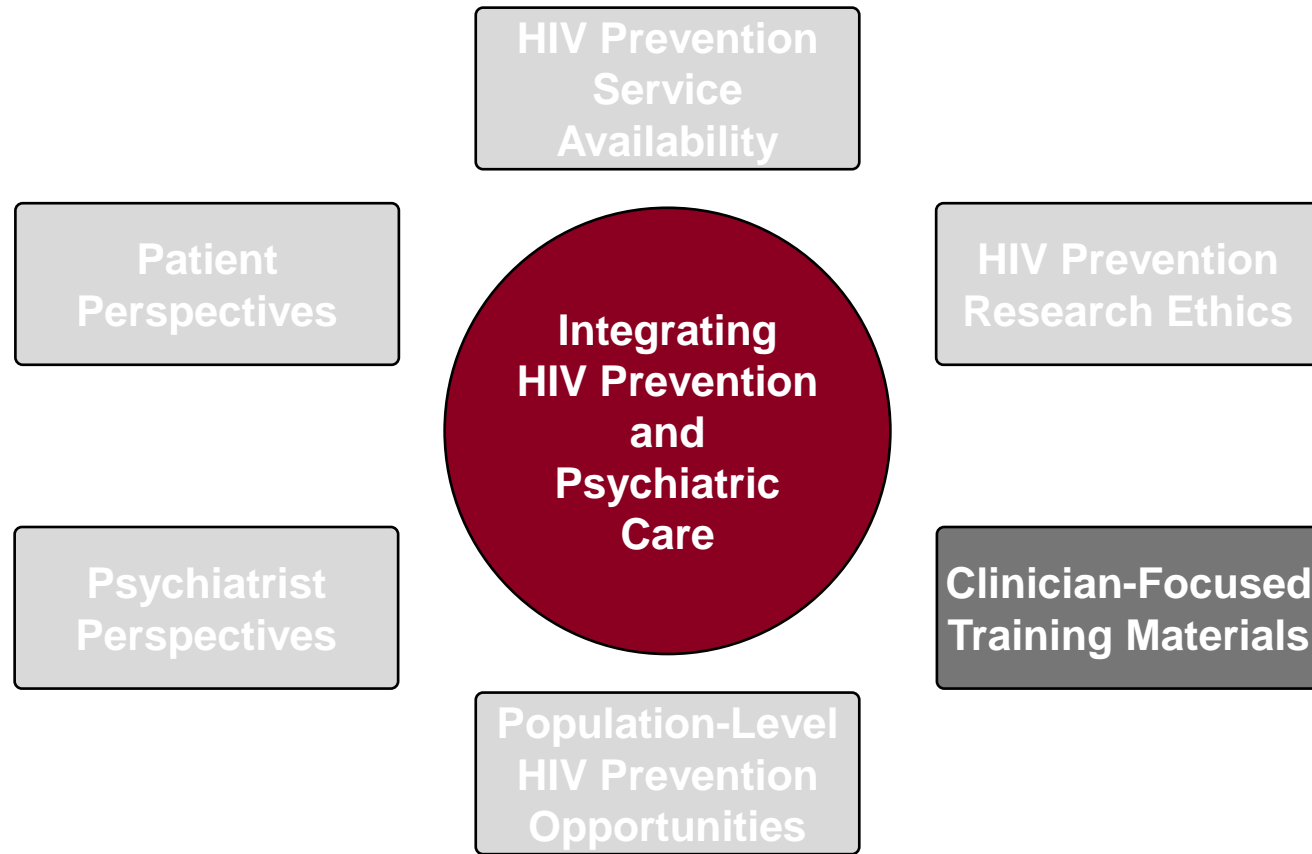 HIV Prevention
Service
Availability
Patient
Perspectives
HIV Prevention
Research Ethics
Integrating
HIV Prevention
and
Psychiatric
Care
Psychiatrist
Perspectives
Clinician-Focused
Training Materials
Population-Level
HIV Prevention
Opportunities